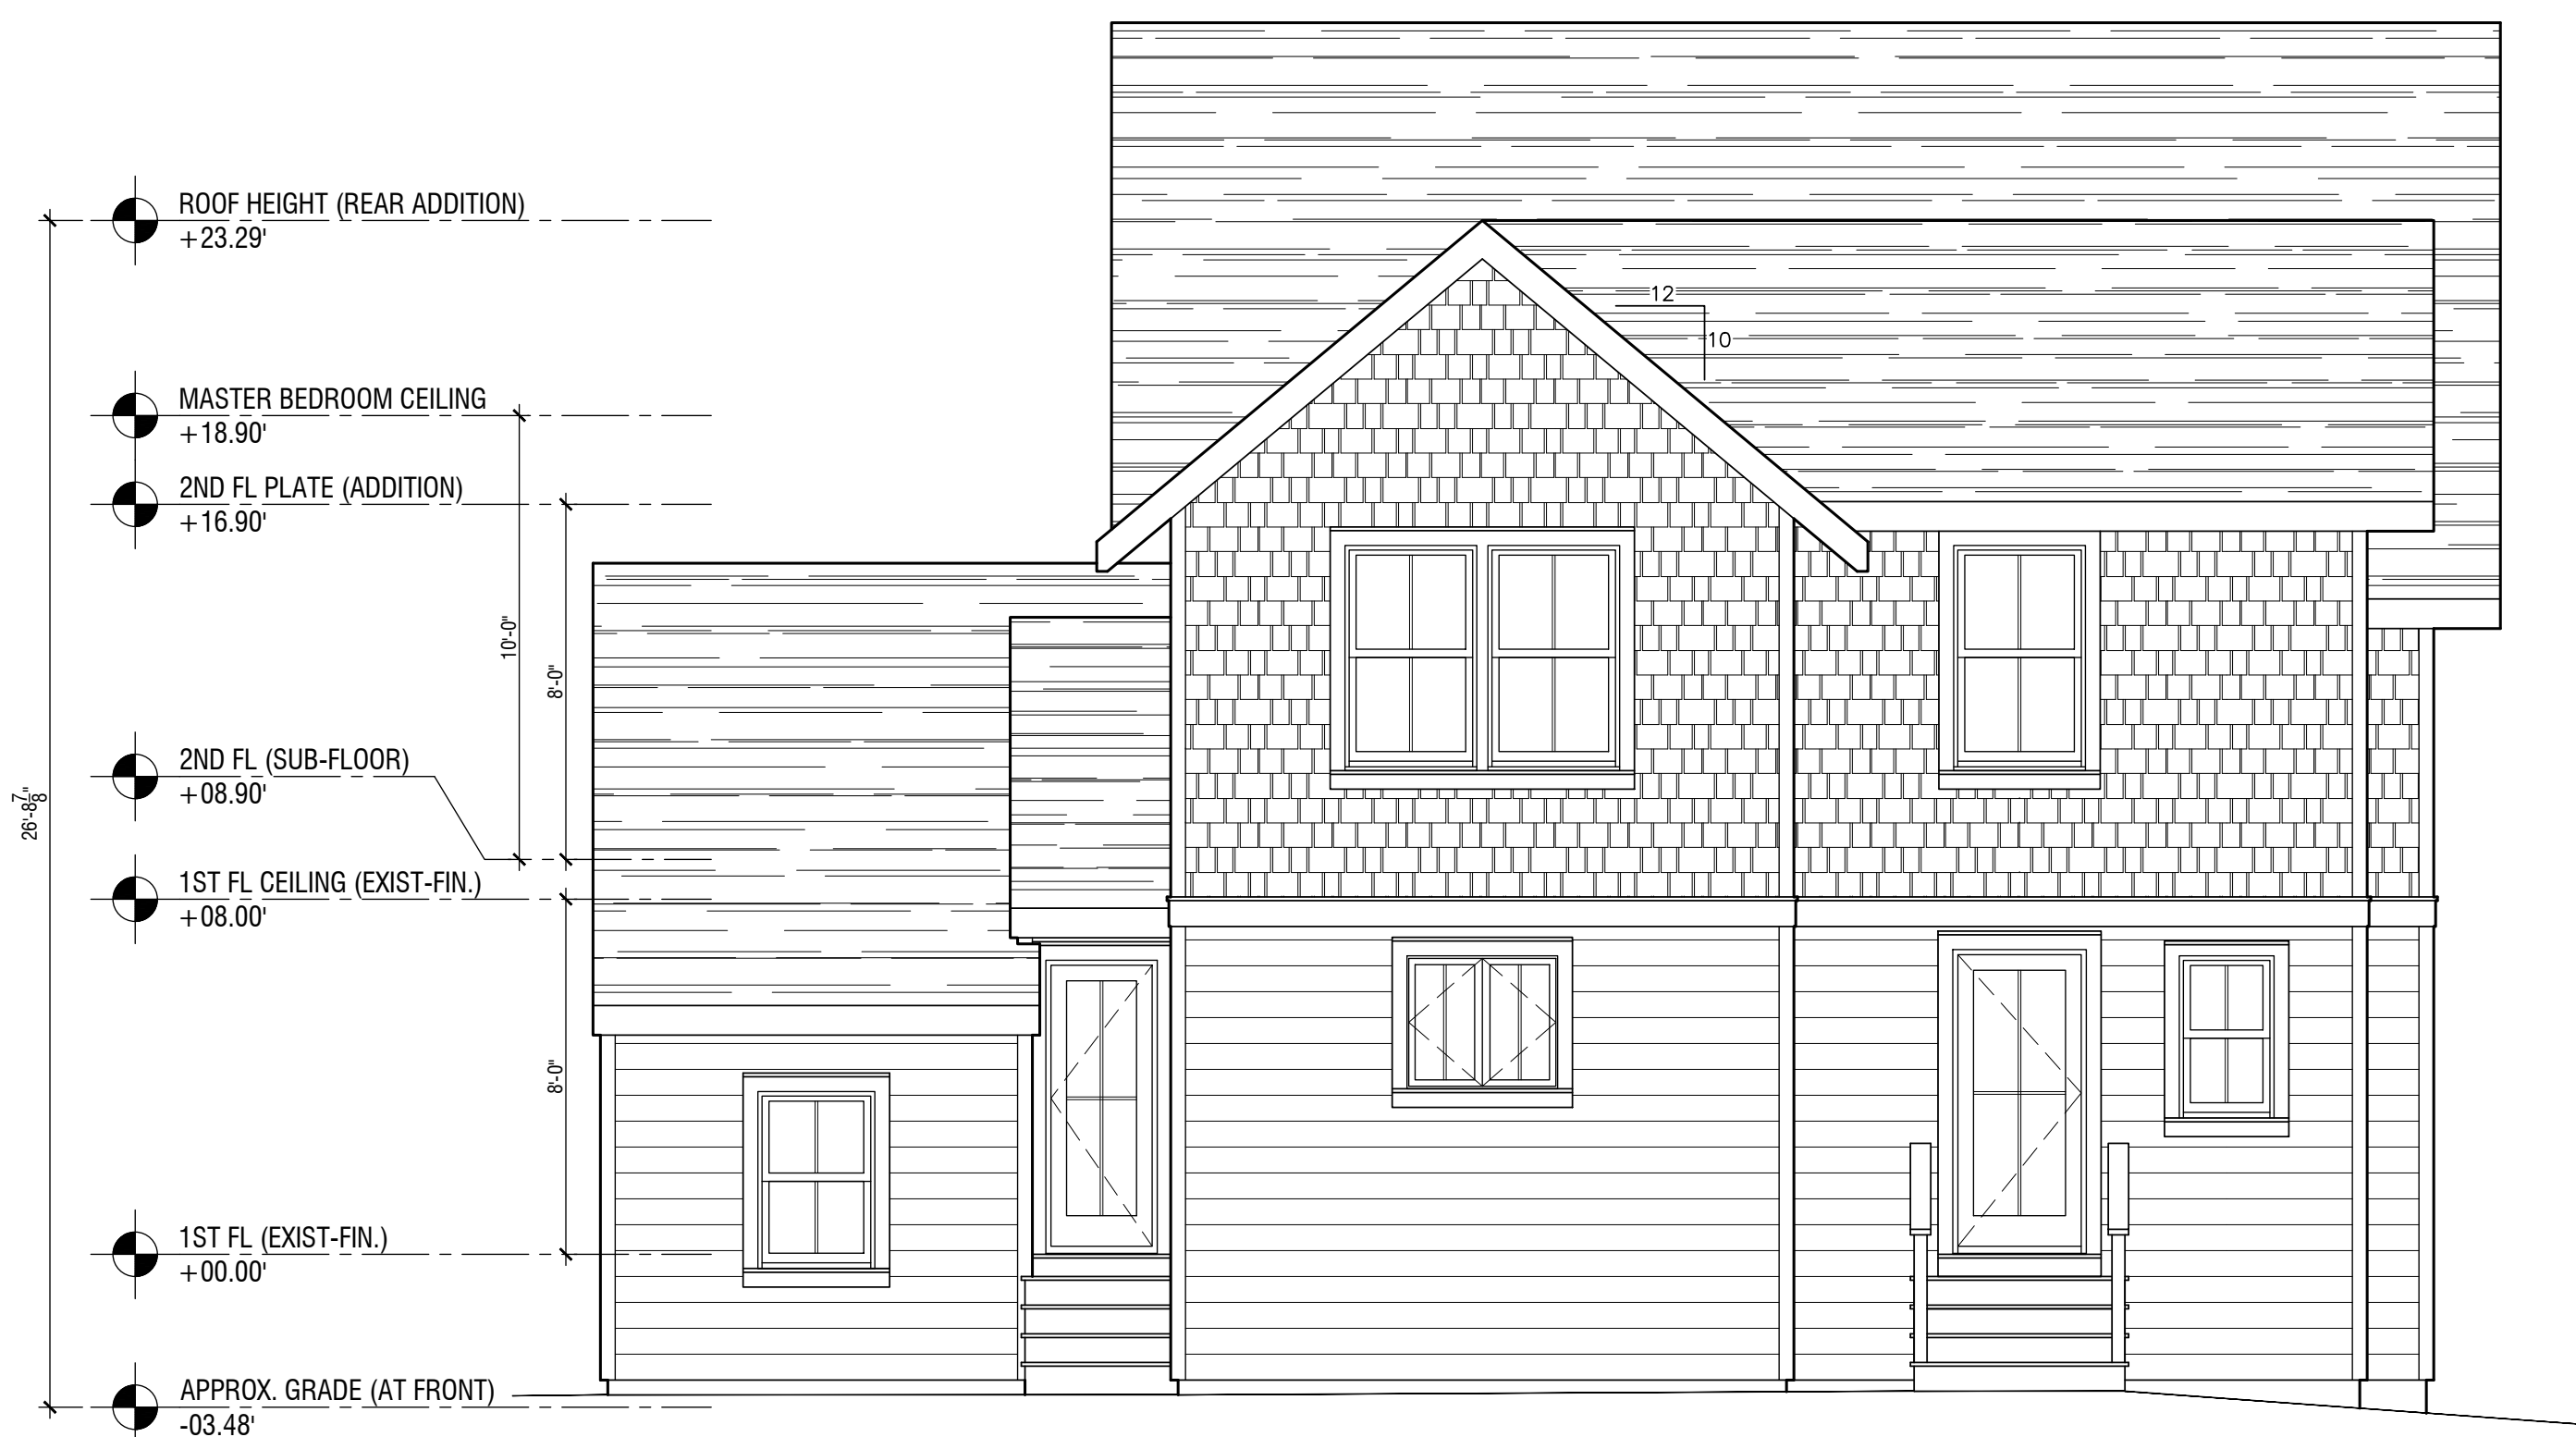 ROOF HEIGHT (REAR ADDITION)
+23.29'
12
10
MASTER BEDROOM CEILING
+18.90'
2ND FL PLATE (ADDITION)
+16.90'
10'-0"
8'-0"
2ND FL (SUB-FLOOR)
+08.90'
26'-8 7/8"
1ST FL CEILING (EXIST-FIN.)
+08.00'
8'-0"
1ST FL (EXIST-FIN.)
+00.00'
APPROX. GRADE (AT FRONT)
-03.48'